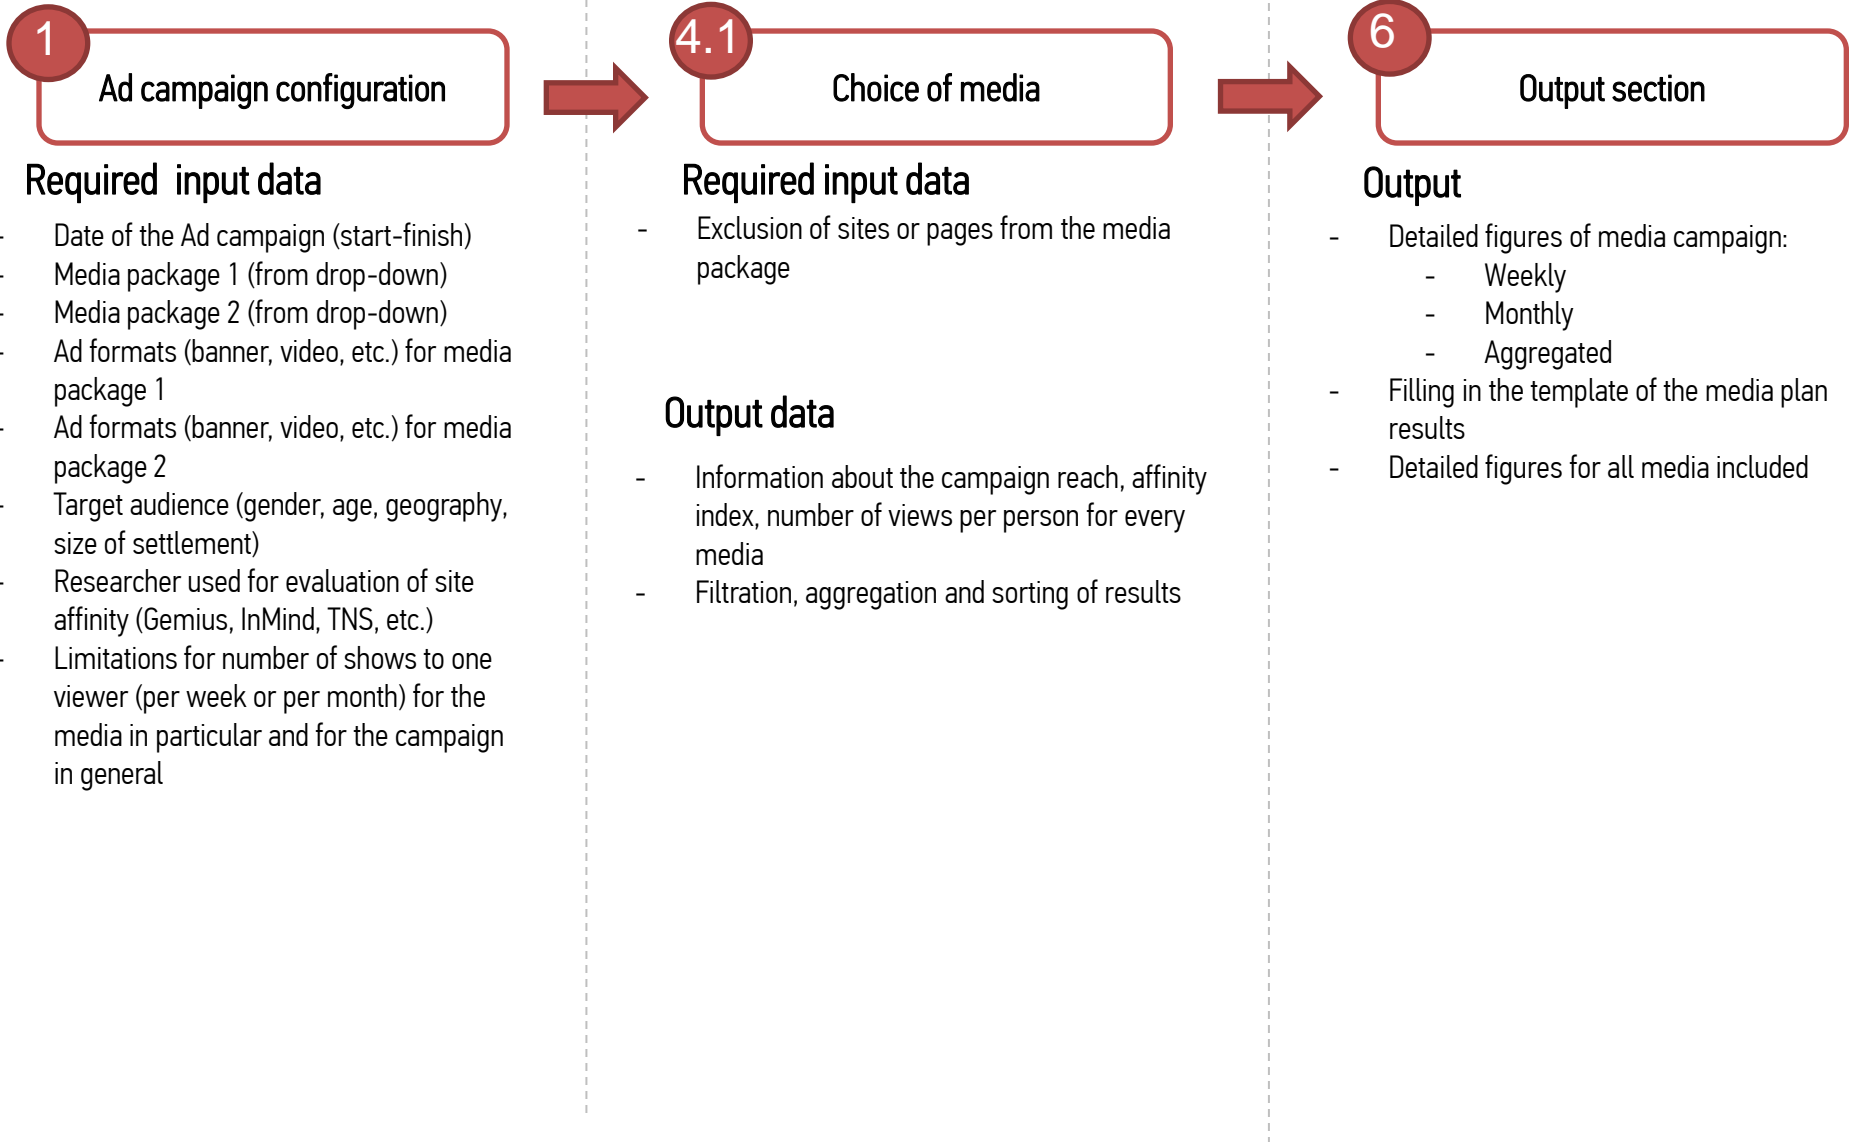 1
Ad campaign configuration
Required input data
- Date of the Ad campaign (start-finish)
- Media package 1 (from drop-down)
- Media package 2 (from drop-down)
- Ad formats (banner, video, etc.) for media
package 1
- Ad formats (banner, video, etc.) for media
package 2
- Target audience (gender, age, geography,
size of settlement)
- Researcher used for evaluation of site
affinity (Gemius, InMind, TNS, etc.)
- Limitations for number of shows to one
viewer (per week or per month) for the
media in particular and for the campaign
in general
4.1
Choice of media
Required input data
- Exclusion of sites or pages from the media
package
Output data
- Information about the campaign reach, affinity
index, number of views per person for every
media
- Filtration, aggregation and sorting of results
6
Output section
Output
- Detailed figures of media campaign:
- Weekly
- Monthly
- Aggregated
- Filling in the template of the media plan
results
- Detailed figures for all media included